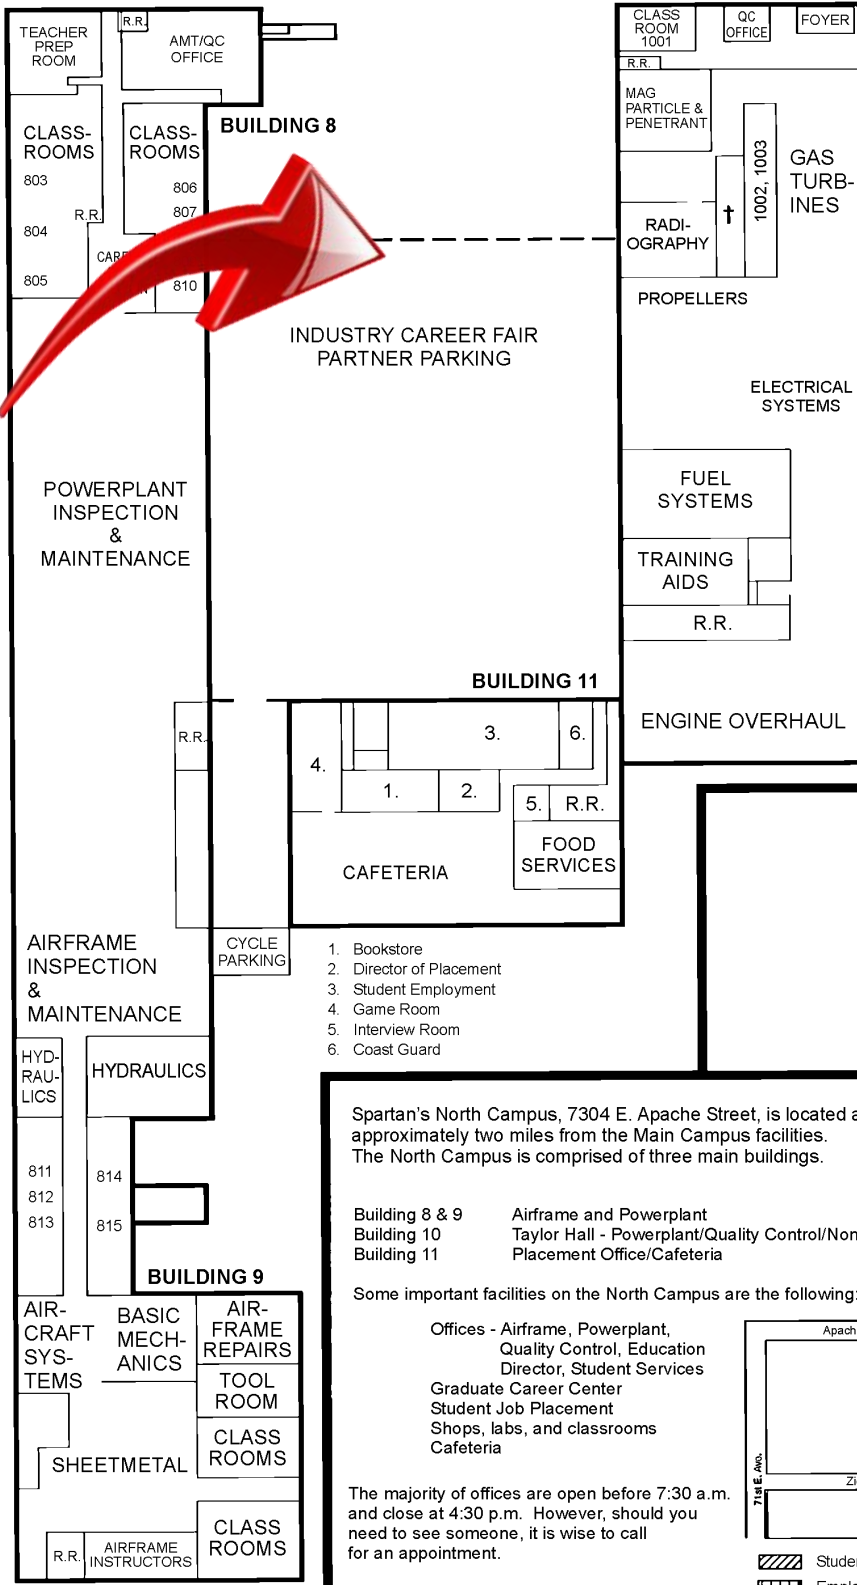 TEACHER
PREP
ROOM
R.R.
AMT/QC
OFFICE
BUILDING 8
CLASS-
ROOMS
803
804
805
R.R.
CLASS-
ROOMS
806
807
810
CLASS
ROOM
1001
QC
OFFICE
FOYER
R.R.
MAG
PARTICLE &
PENETRANT
1002, 1003
GAS
TURB-
INES
RADI-
OGRAPHY
†
PROPELLERS
INDUSTRY CAREER FAIR
PARTNER PARKING
ELECTRICAL
SYSTEMS
POWERPLANT
INSPECTION
&
MAINTENANCE
FUEL
SYSTEMS
TRAINING
AIDS
R.R.
BUILDING 11
ENGINE OVERHAUL
R.R.
3.
6.
4.
1.
2.
5.
R.R.
FOOD
SERVICES
CAFETERIA
AIRFRAME
INSPECTION
&
MAINTENANCE
CYCLE
PARKING
1. Bookstore
2. Director of Placement
3. Student Employment
4. Game Room
5. Interview Room
6. Coast Guard
HYD-
RAU-
LICS
HYDRAULICS
811
812
813
814
815
BUILDING 9
AIR-
CRAFT
SYS-
TEMS
BASIC
MECH-
ANICS
AIR-
FRAME
REPAIRS
TOOL
ROOM
CLASS
ROOMS
SHEETMETAL
CLASS
ROOMS
R.R.
AIRFRAME
INSTRUCTORS
Spartan's North Campus, 7304 E. Apache Street, is located
approximately two miles from the Main Campus facilities.
The North Campus is comprised of three main buildings.
Building 8 & 9 Airframe and Powerplant
Building 10 Taylor Hall - Powerplant/Quality Control/Non
Building 11 Placement Office/Cafeteria
Some important facilities on the North Campus are the following:
Offices - Airframe, Powerplant,
Quality Control, Education
Director, Student Services
Graduate Career Center
Student Job Placement
Shops, labs, and classrooms
Cafeteria
The majority of offices are open before 7:30 a.m.
and close at 4:30 p.m. However, should you
need to see someone, it is wise to call
for an appointment.
Apach
71st E. Ave.
Zi
Studen